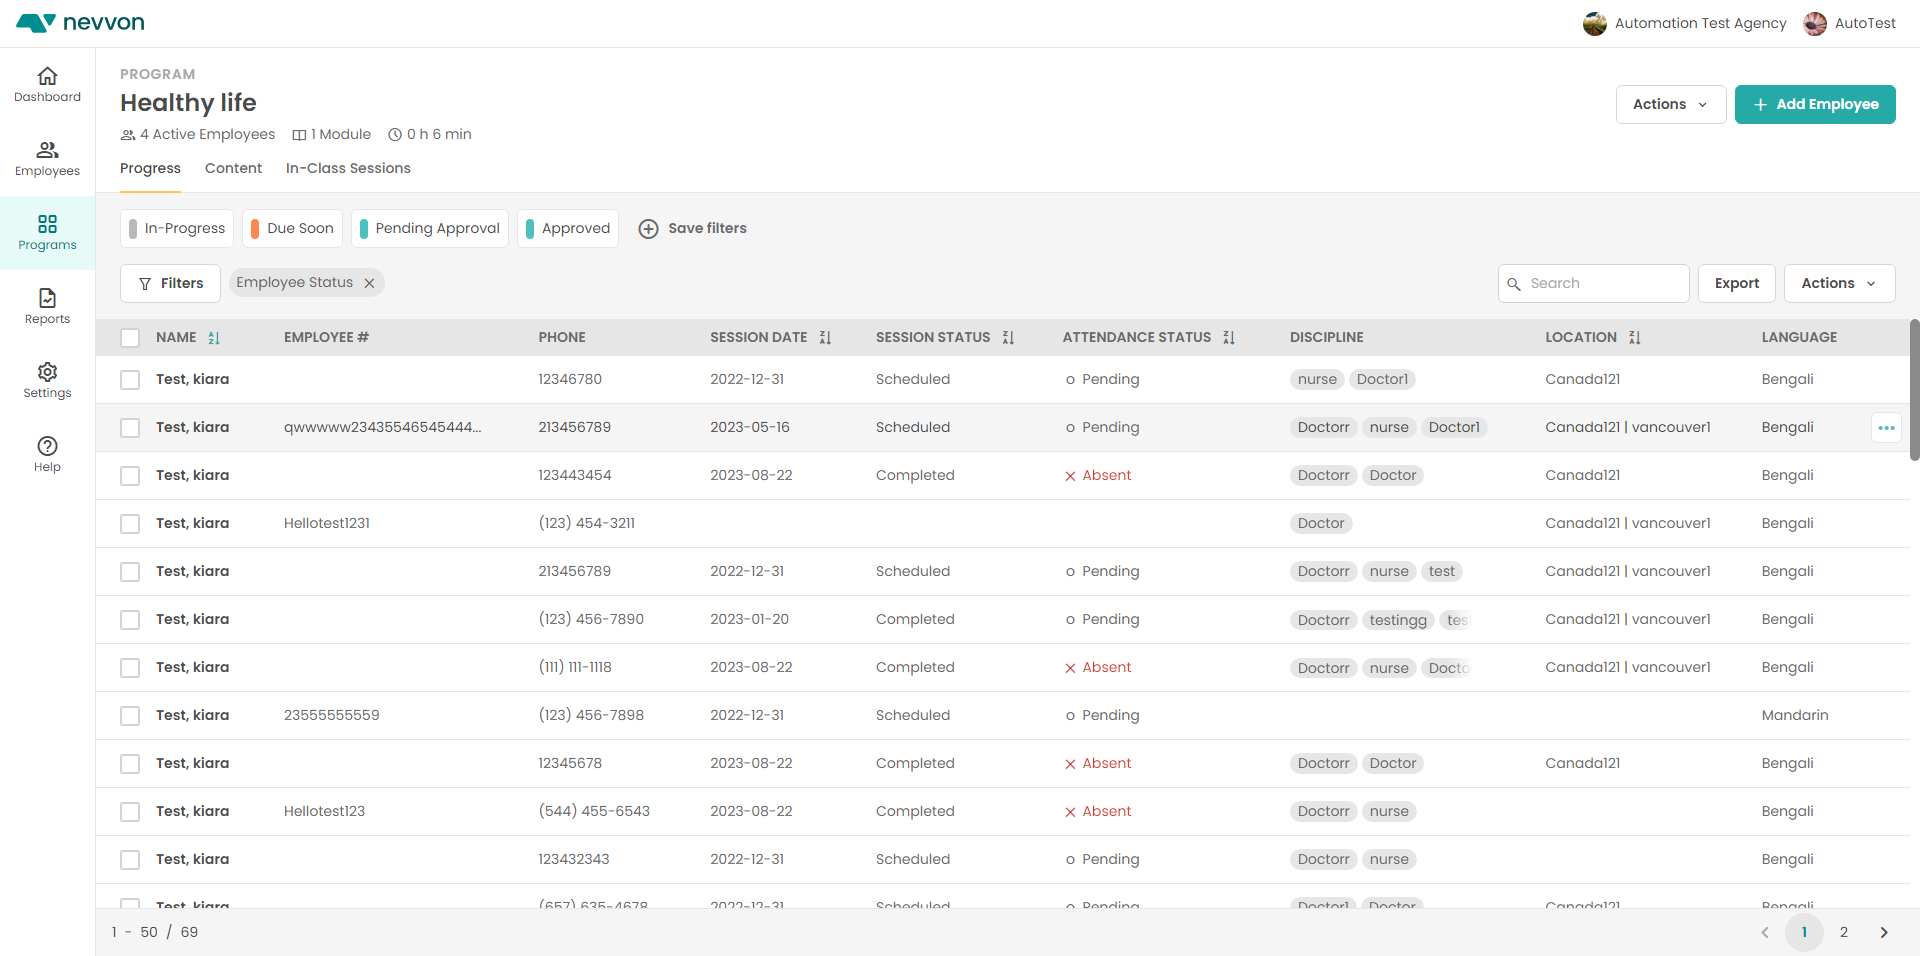 nevvon
Automation Test Agency AutoTest
Dashboard
Employees
Programs
Reports
Settings
Help
PROGRAM
Healthy life
4 Active Employees 1 Module 0 h 6 min
Actions + Add Employee
Progress Content In-Class Sessions
In-Progress Due Soon Pending Approval Approved Save filters
Filters Employee Status Search Export Actions
NAME EMPLOYEE # PHONE SESSION DATE SESSION STATUS ATTENDANCE STATUS DISCIPLINE LOCATION LANGUAGE
Test, kiara 12346780 2022-12-31 Scheduled Pending nurse Doctor1 Canada121 Bengali
Test, kiara qwwwww23435546545444... 213456789 2023-05-16 Scheduled Pending Doctorr nurse Doctor1 Canada121 | vancouver1 Bengali
Test, kiara 123443454 2023-08-22 Completed Absent Doctorr Doctor Canada121 Bengali
Test, kiara Hellotest1231 (123) 454-3211 Doctor Canada121 | vancouver1 Bengali
Test, kiara 213456789 2022-12-31 Scheduled Pending Doctorr nurse test Canada121 | vancouver1 Bengali
Test, kiara (123) 456-7890 2023-01-20 Completed Pending Doctorr testingg Canada121 | vancouver1 Bengali
Test, kiara (111) 111-1118 2023-08-22 Completed Absent Doctorr nurse Canada121 | vancouver1 Bengali
Test, kiara 23555555559 (123) 456-7898 2022-12-31 Scheduled Pending Mandarin
Test, kiara 12345678 2023-08-22 Completed Absent Doctorr Doctor Canada121 Bengali
Test, kiara Hellotest123 (544) 455-6543 2023-08-22 Completed Absent Doctorr nurse Bengali
Test, kiara 123432343 2022-12-31 Scheduled Pending Doctorr nurse Bengali
Test, kiara (657) 635-4678 2022-12-31 Scheduled Pending Doctor1 Doctor Canada121 Bengali
1 - 50 / 69 1 2